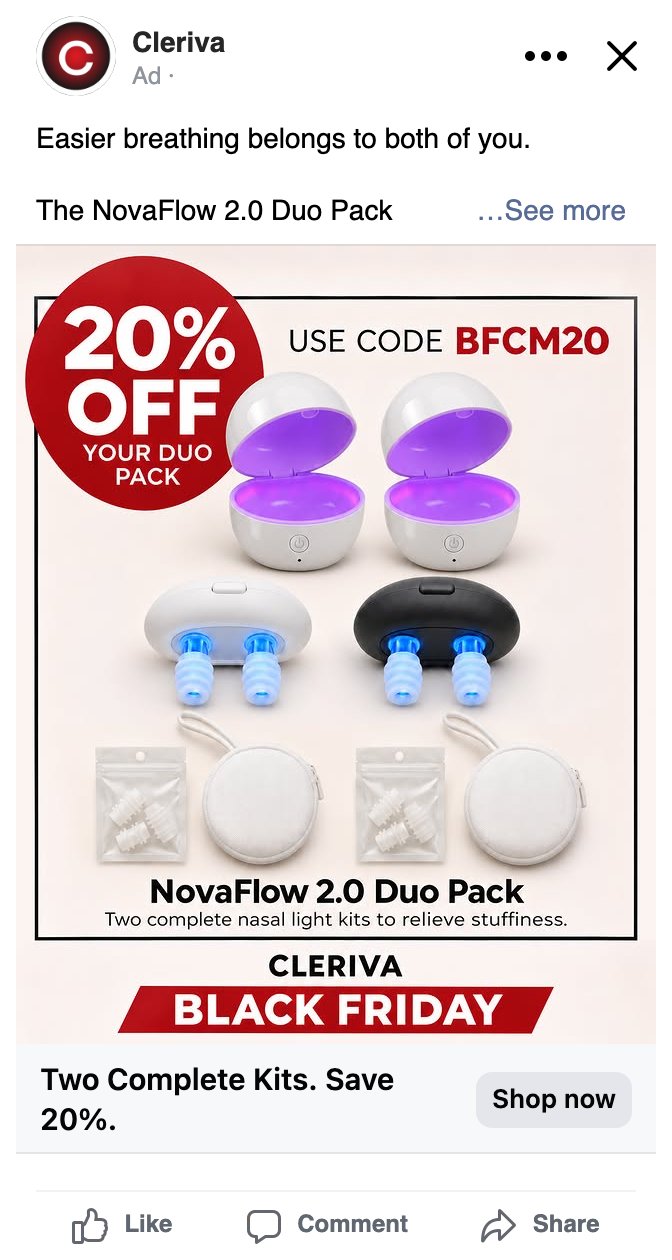 C
Cleriva
Ad ·
Easier breathing belongs to both of you.
The NovaFlow 2.0 Duo Pack
...See more
20%
OFF
YOUR DUO
PACK
USE CODE BFCM20
NovaFlow 2.0 Duo Pack
Two complete nasal light kits to relieve stuffiness.
CLERIVA
BLACK FRIDAY
Two Complete Kits. Save
20%.
Shop now
Like
Comment
Share